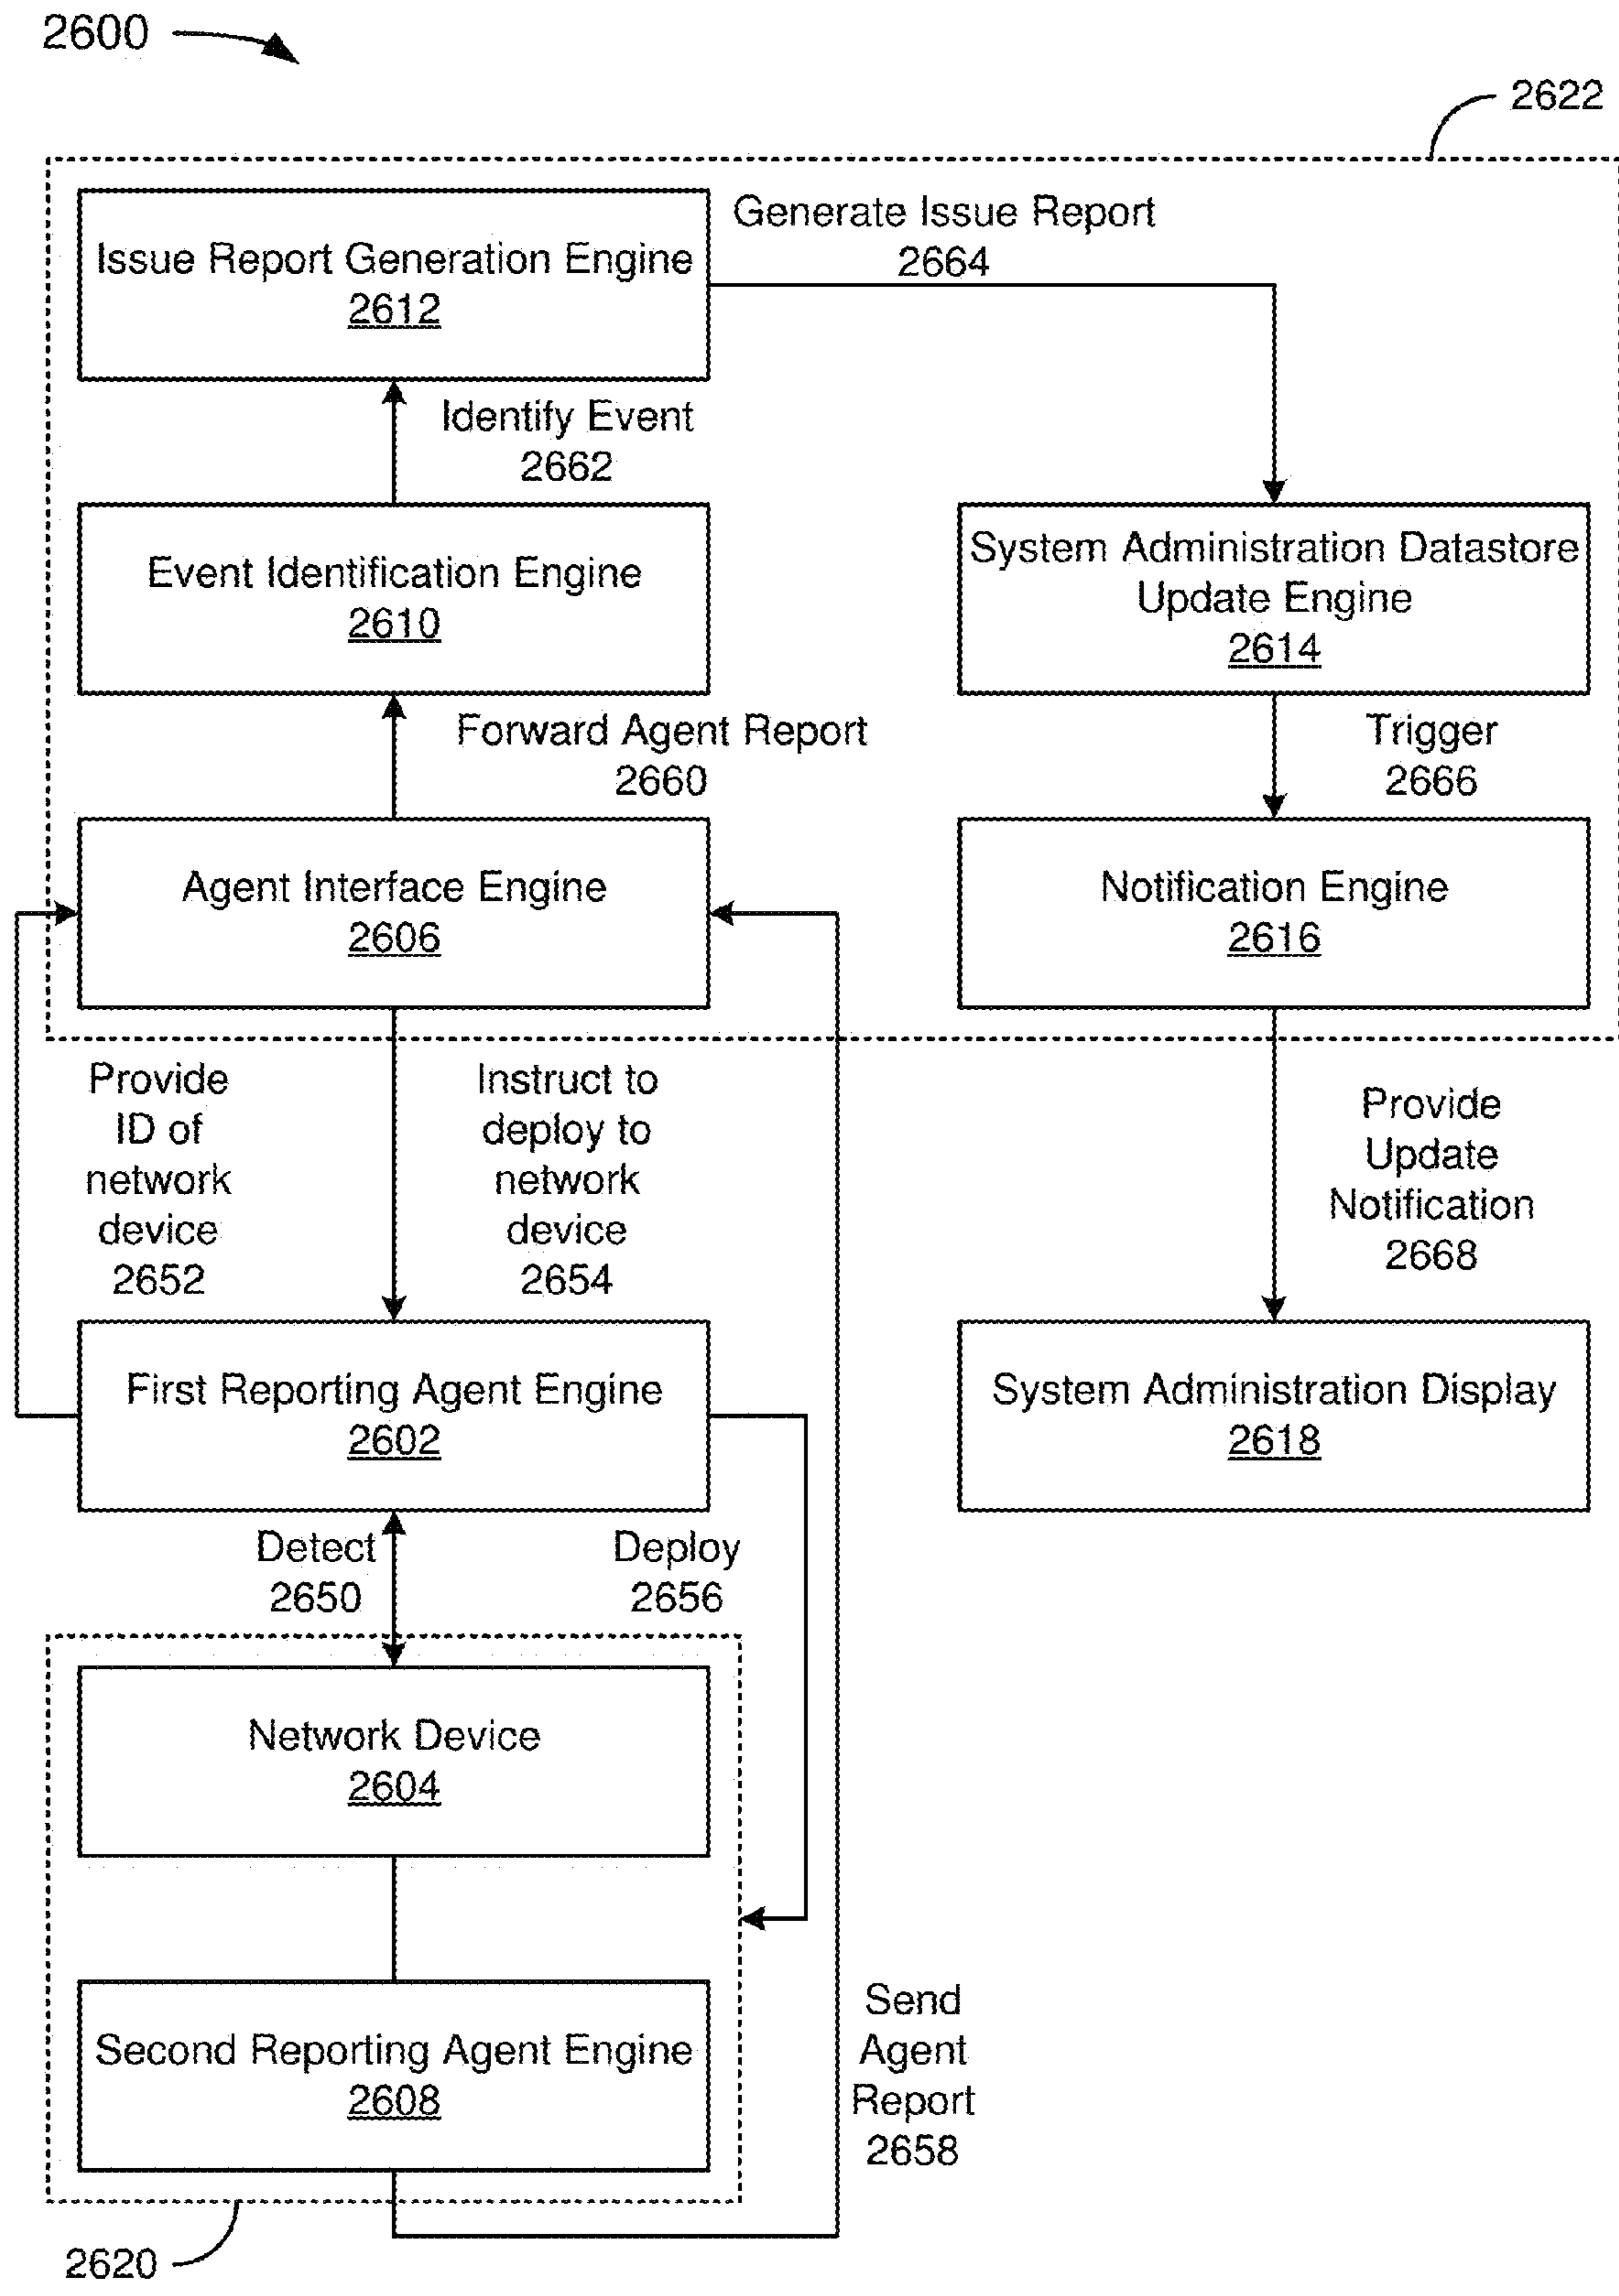 2600
2622
Issue Report Generation Engine
2612
Generate Issue Report
2664
Identify Event
2662
Event Identification Engine
2610
System Administration Datastore
Update Engine
2614
Forward Agent Report
2660
Trigger
2666
Agent Interface Engine
2606
Notification Engine
2616
Provide
ID of
network
device
2652
Instruct to
deploy to
network
device
2654
Provide
Update
Notification
2668
First Reporting Agent Engine
2602
System Administration Display
2618
Detect
2650
Deploy
2656
Network Device
2604
Second Reporting Agent Engine
2608
Send
Agent
Report
2658
2620